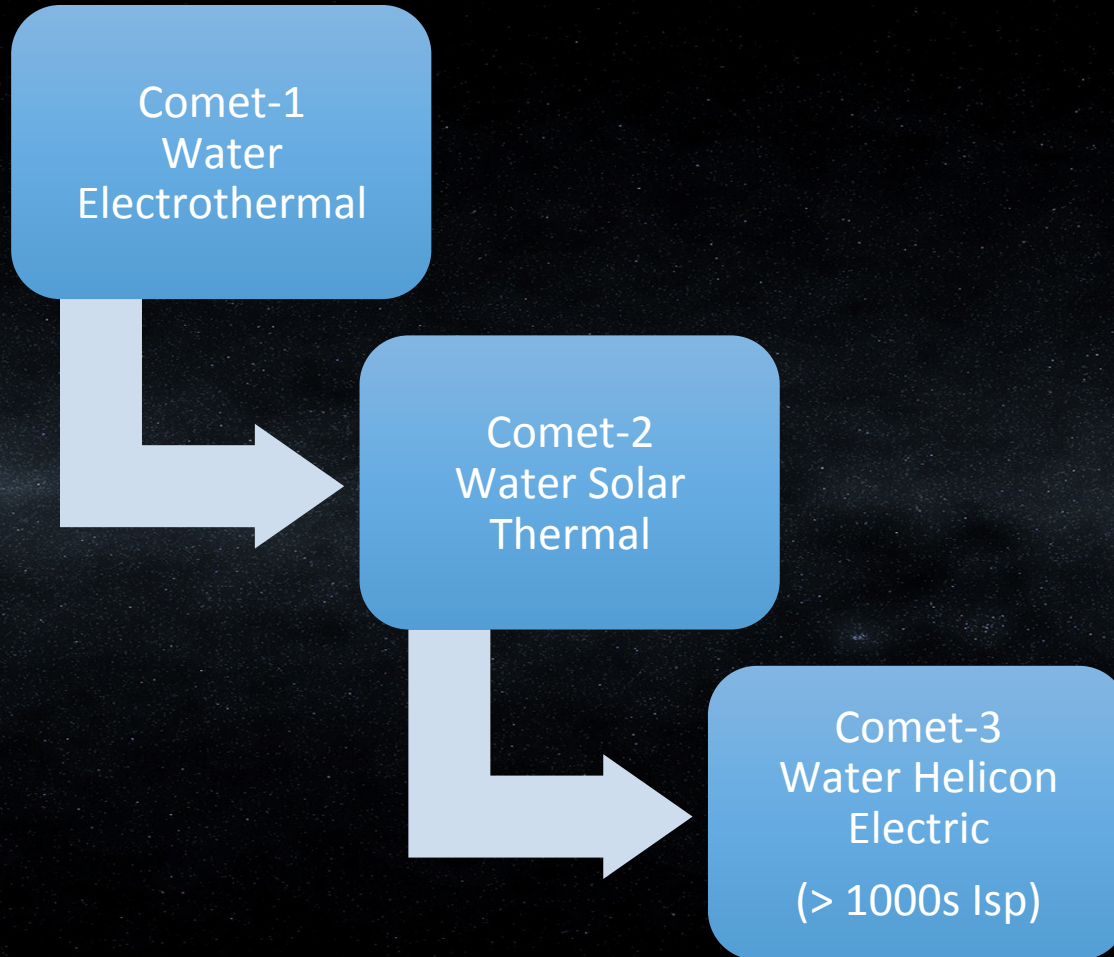 Comet-1
Water
Electrothermal
Comet-2
Water Solar
Thermal
Comet-3
Water Helicon
Electric
(> 1000s Isp)